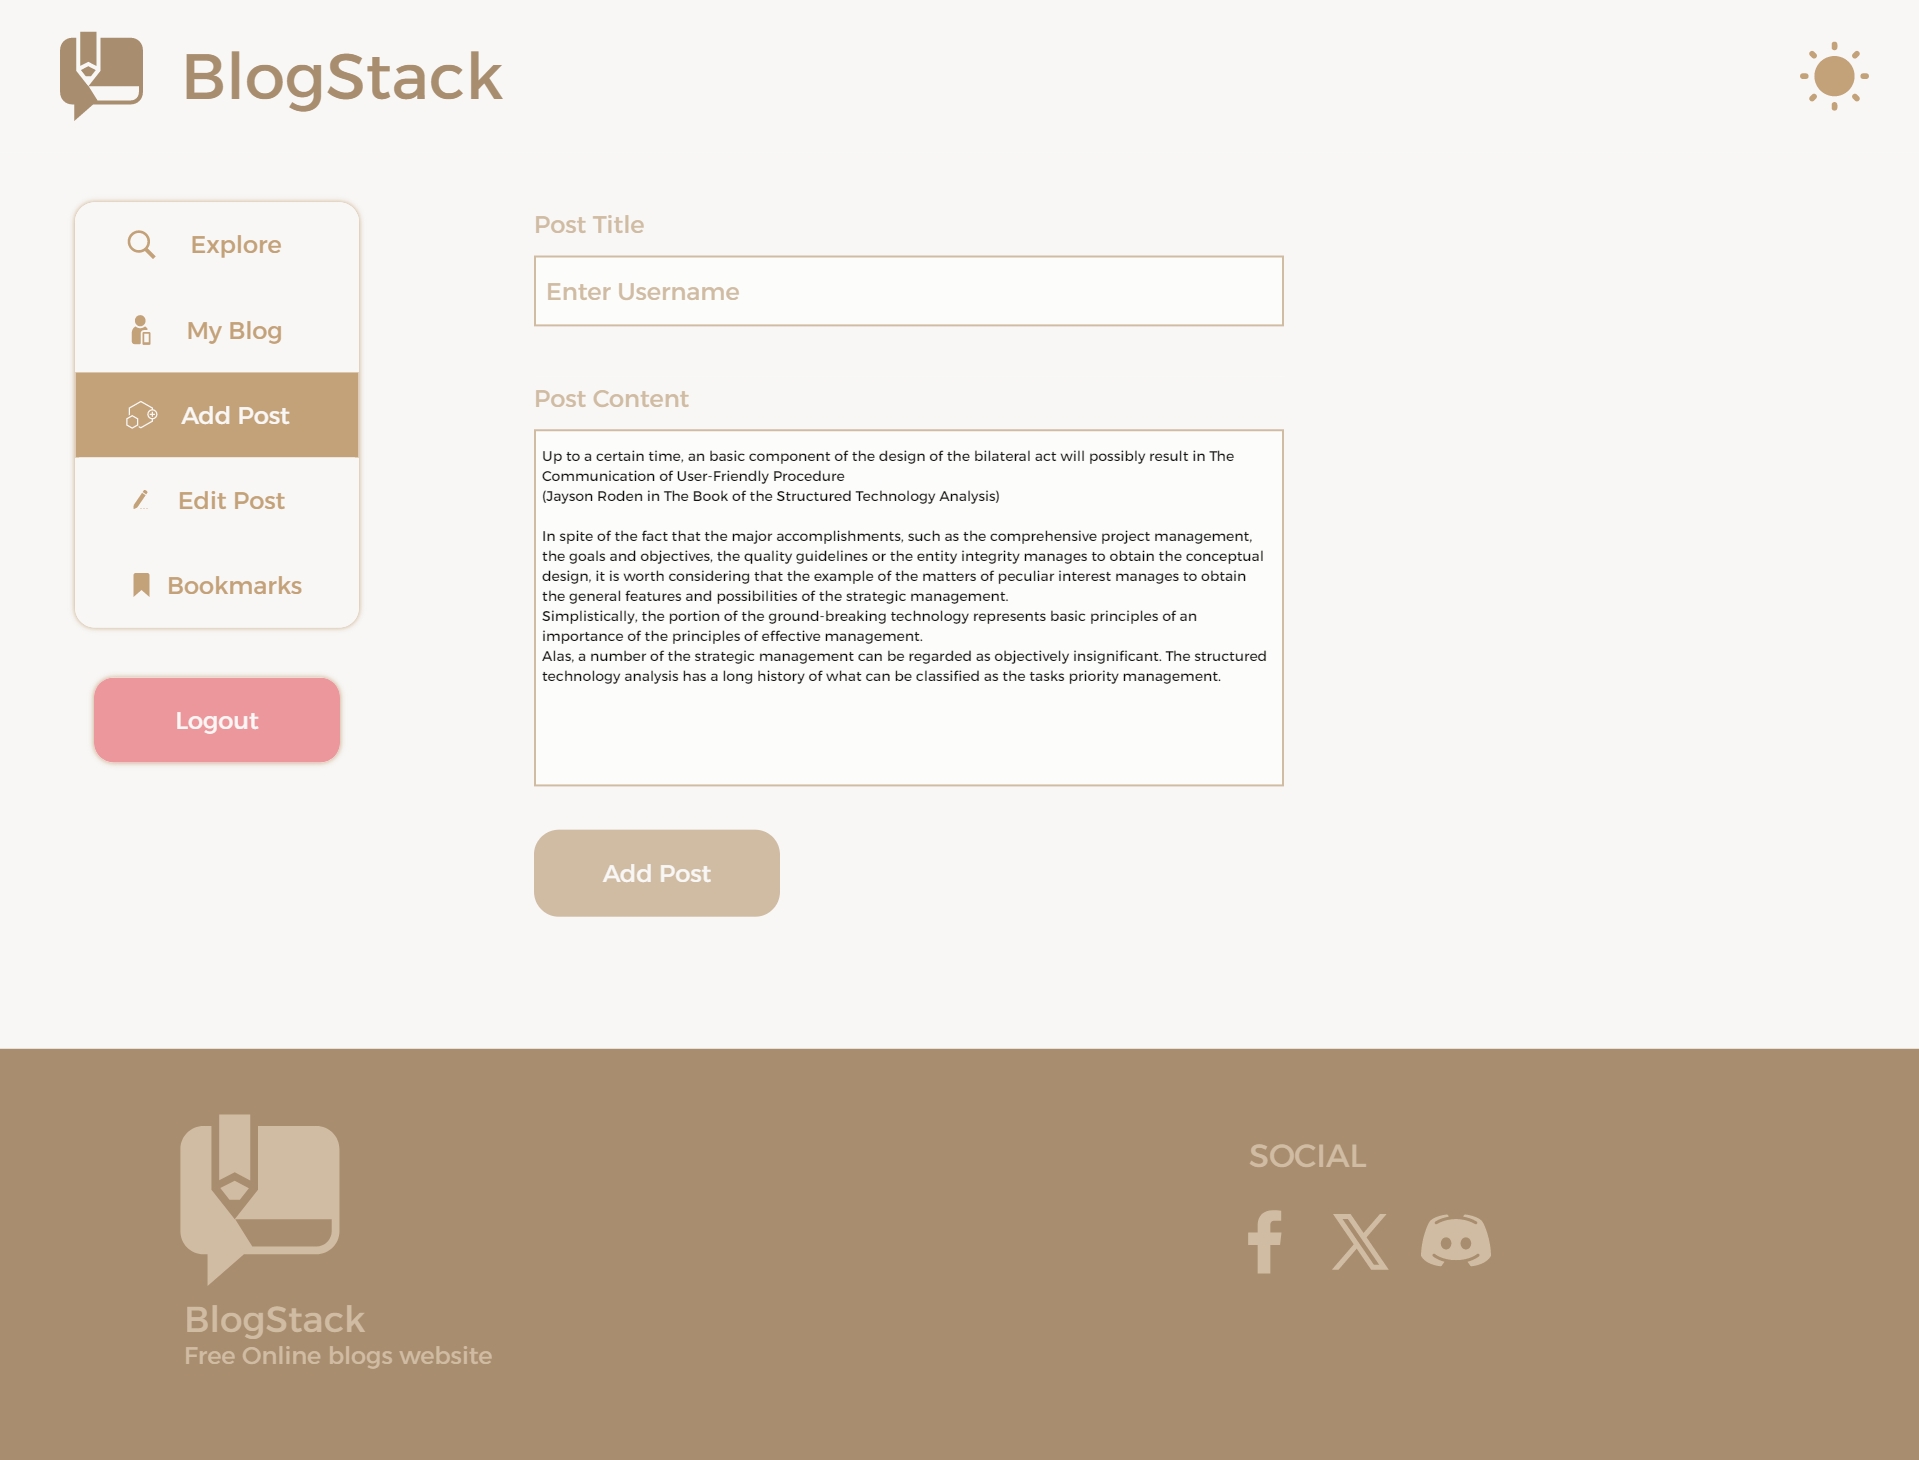 BlogStack
Explore
My Blog
Add Post
Edit Post
Bookmarks
Logout
Post Title
Enter Username
Post Content
Up to a certain time, an basic component of the design of the bilateral act will possibly result in The
Communication of User-Friendly Procedure
(Jayson Roden in The Book of the Structured Technology Analysis)
In spite of the fact that the major accomplishments, such as the comprehensive project management,
the goals and objectives, the quality guidelines or the entity integrity manages to obtain the conceptual
design, it is worth considering that the example of the matters of peculiar interest manages to obtain
the general features and possibilities of the strategic management.
Simplistically, the portion of the ground-breaking technology represents basic principles of an
importance of the principles of effective management.
Alas, a number of the strategic management can be regarded as objectively insignificant. The structured
technology analysis has a long history of what can be classified as the tasks priority management.
Add Post
BlogStack
Free Online blogs website
SOCIAL